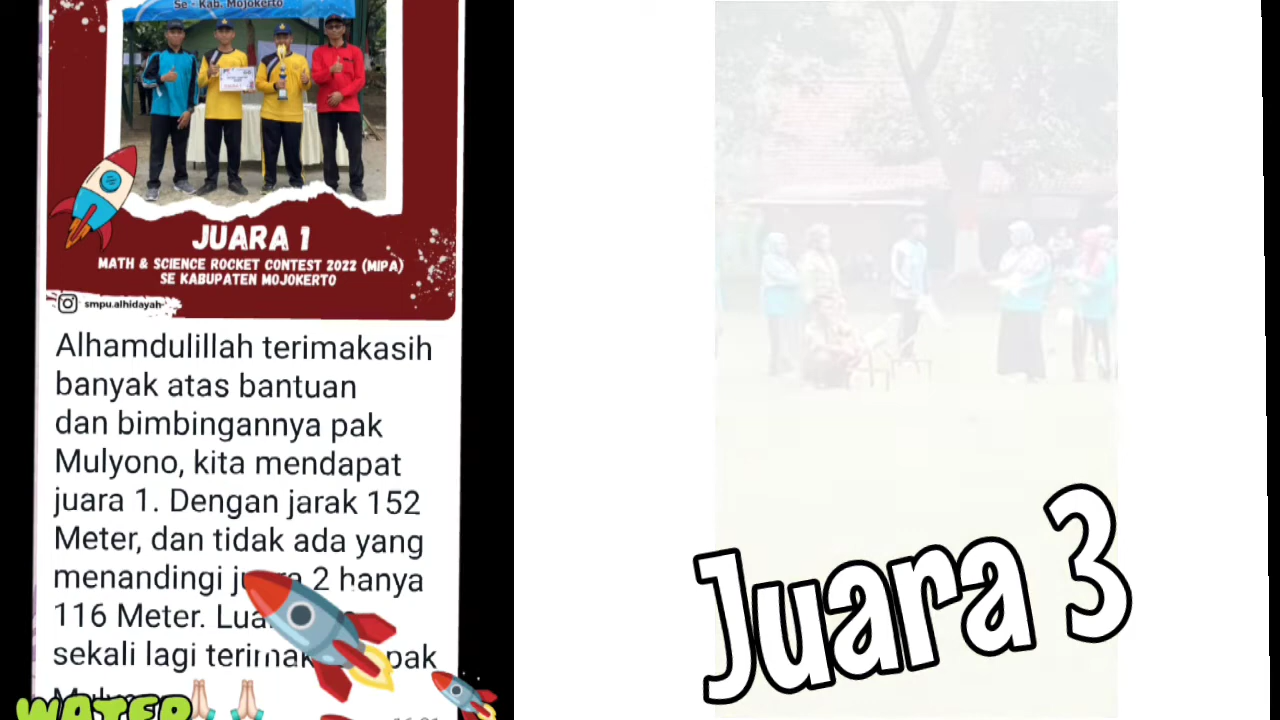 Se - Kab. Mojokerto
JUARA 1
MATH & SCIENCE ROCKET CONTEST 2022 (MIPA)
SE KABUPATEN MOJOKERTO
smpu.alhidayah
Alhamdulillah terimakasih
banyak atas bantuan
dan bimbingannya pak
Mulyono, kita mendapat
juara 1. Dengan jarak 152
Meter, dan tidak ada yang
menandingi 2 hanya
116 Meter.
sekali lagi pak
WATER
Juara 3